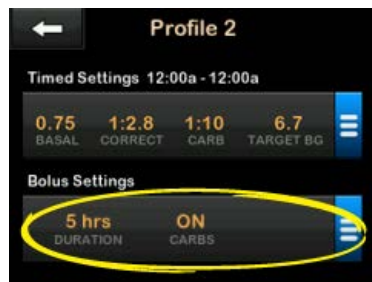 Profile 2
Timed Settings 12:00a - 12:00a
0.75 1:2.8 1:10 6.7
BASAL CORRECT CARB TARGET BG
Bolus Settings
5 hrs ON
DURATION CARBS